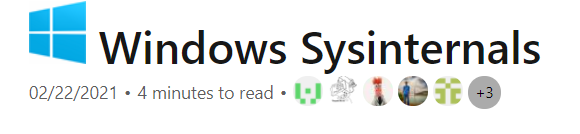 Windows Sysinternals
02/22/2021 • 4 minutes to read • +3